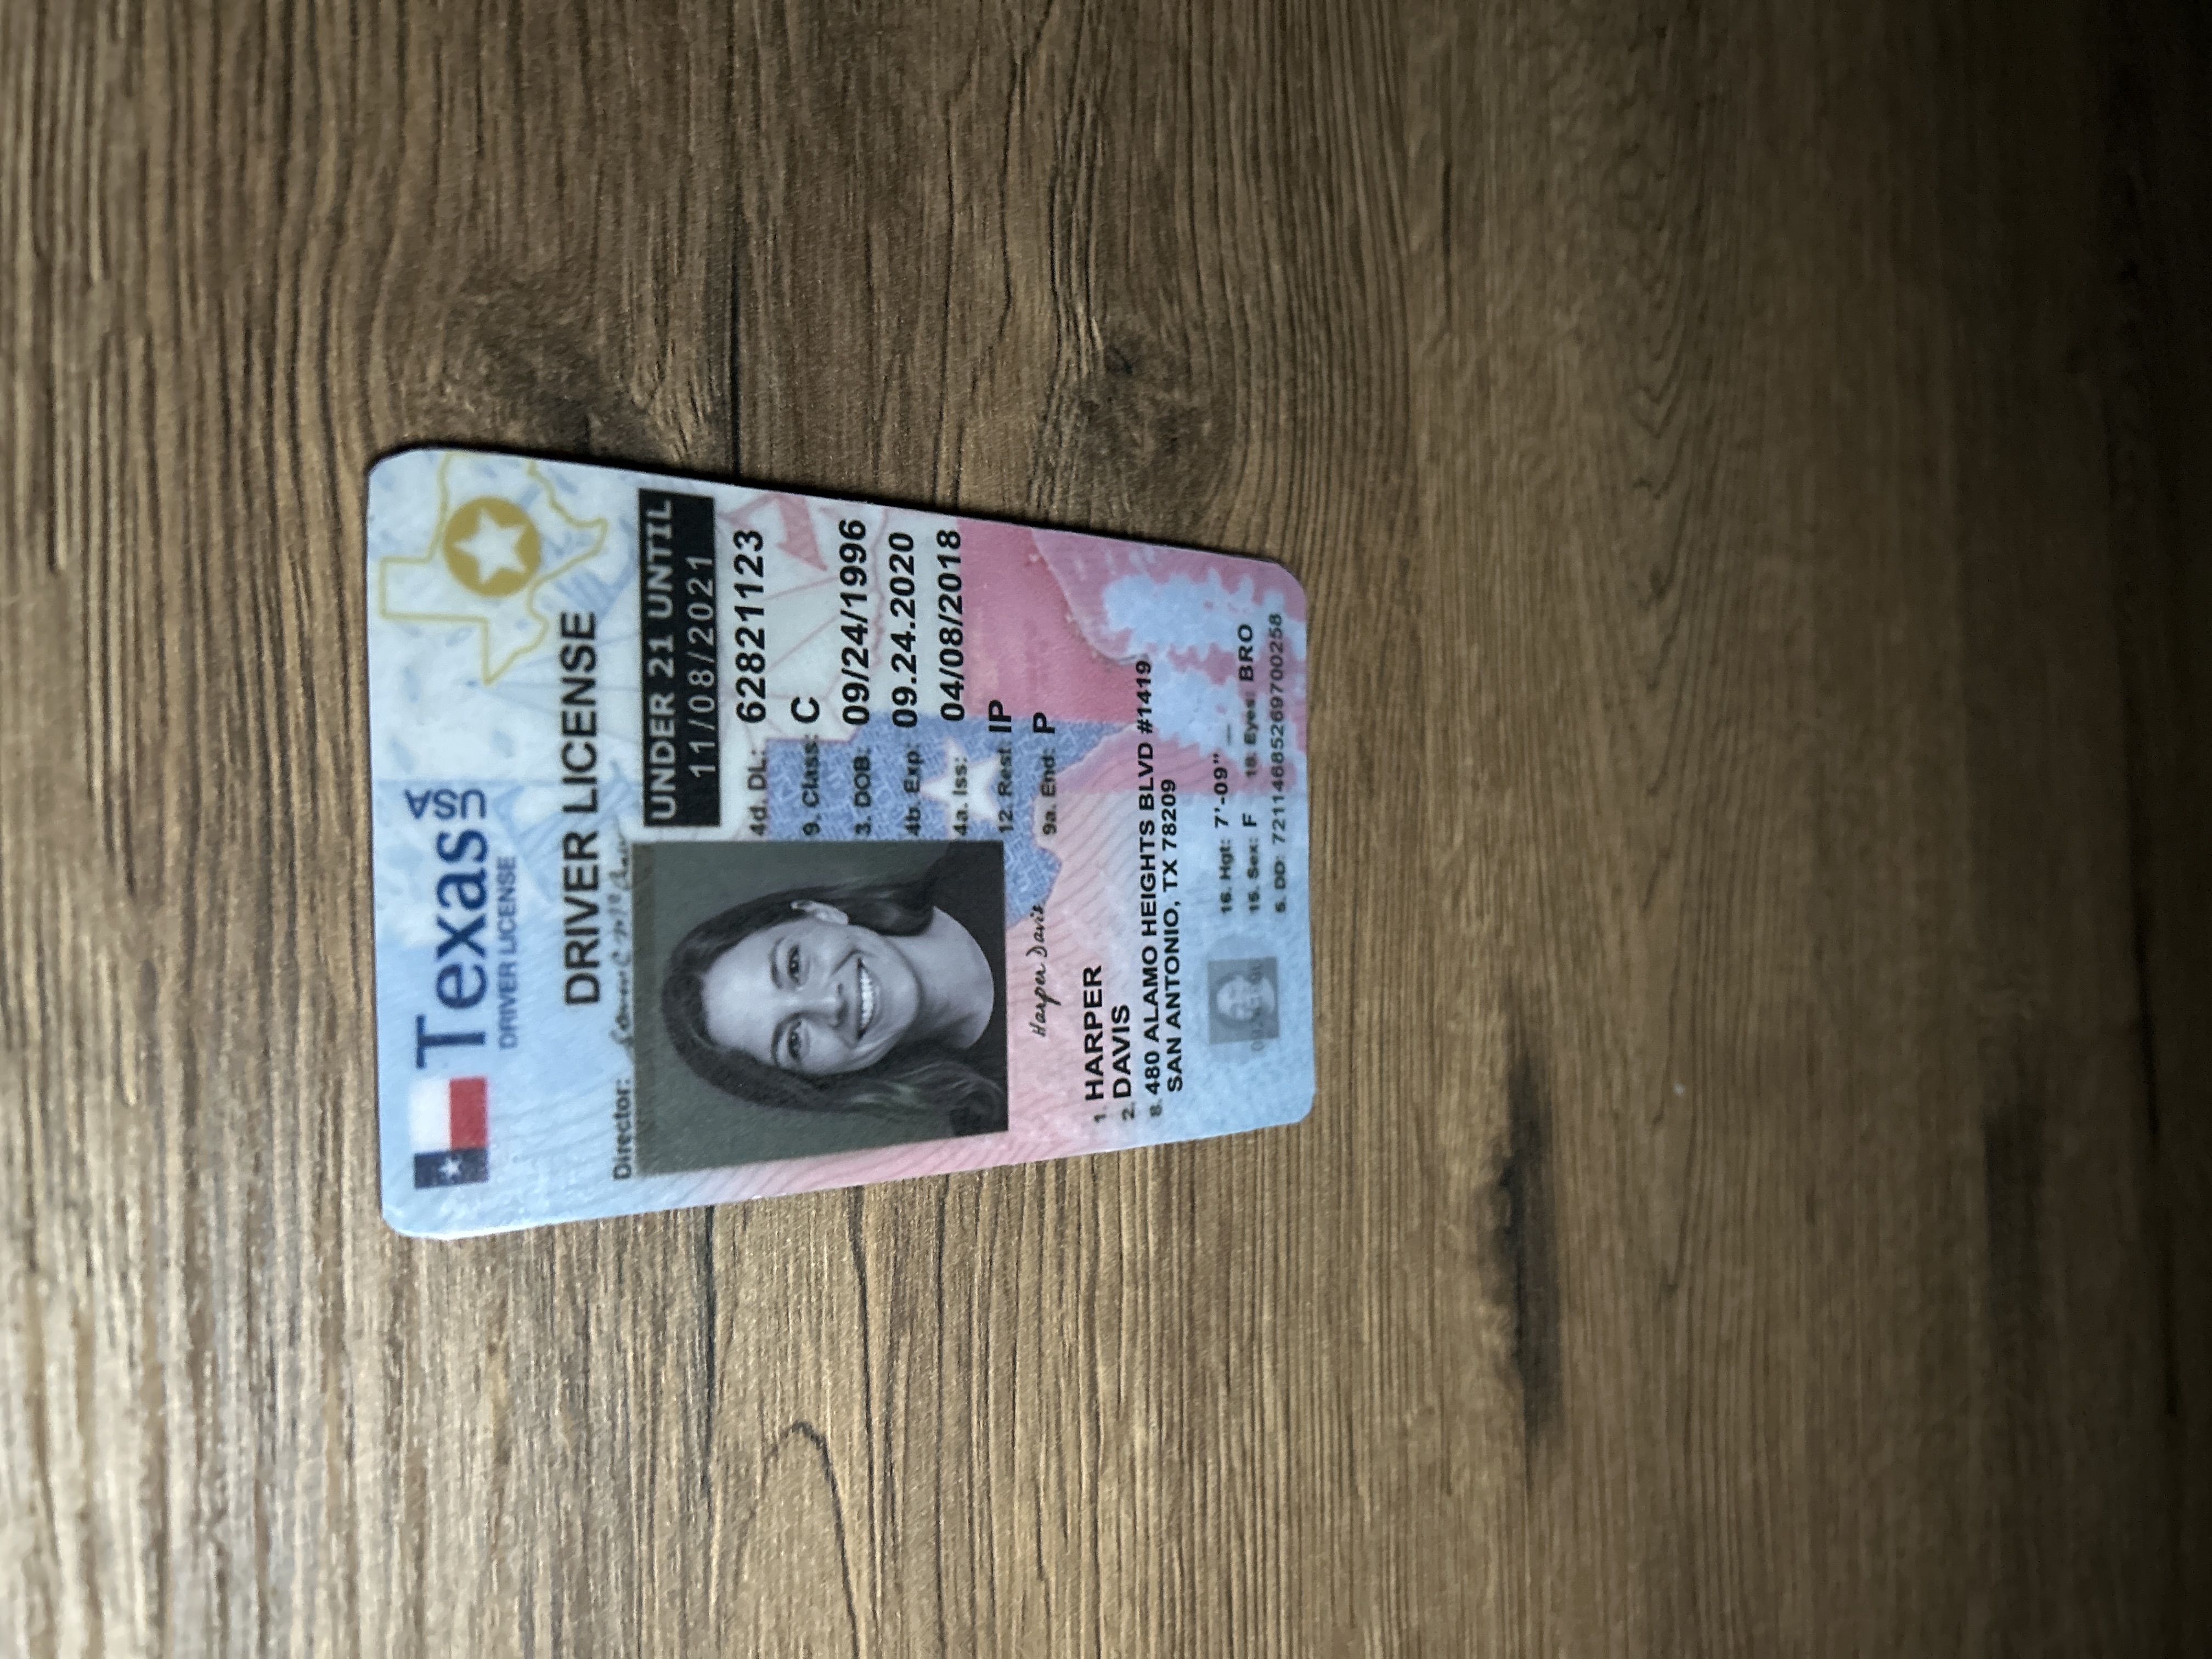 Texas USA
DRIVER LICENSE
DRIVER LICENSE
Director:
UNDER 21 UNTIL
11/08/2021
4d. DL: 62821123
9. Class: C
3. DOB: 09/24/1996
4b. Exp: 09.24.2020
4a. Iss: 04/08/2018
12. Rest: IP
9a. End: P
Harper Davis
1. HARPER
2. DAVIS
8. 480 ALAMO HEIGHTS BLVD #1419
SAN ANTONIO, TX 78209
16. Hgt: 7'-09"
15. Sex: F 18. Eyes: BRO
5. DD: 72114685269700258